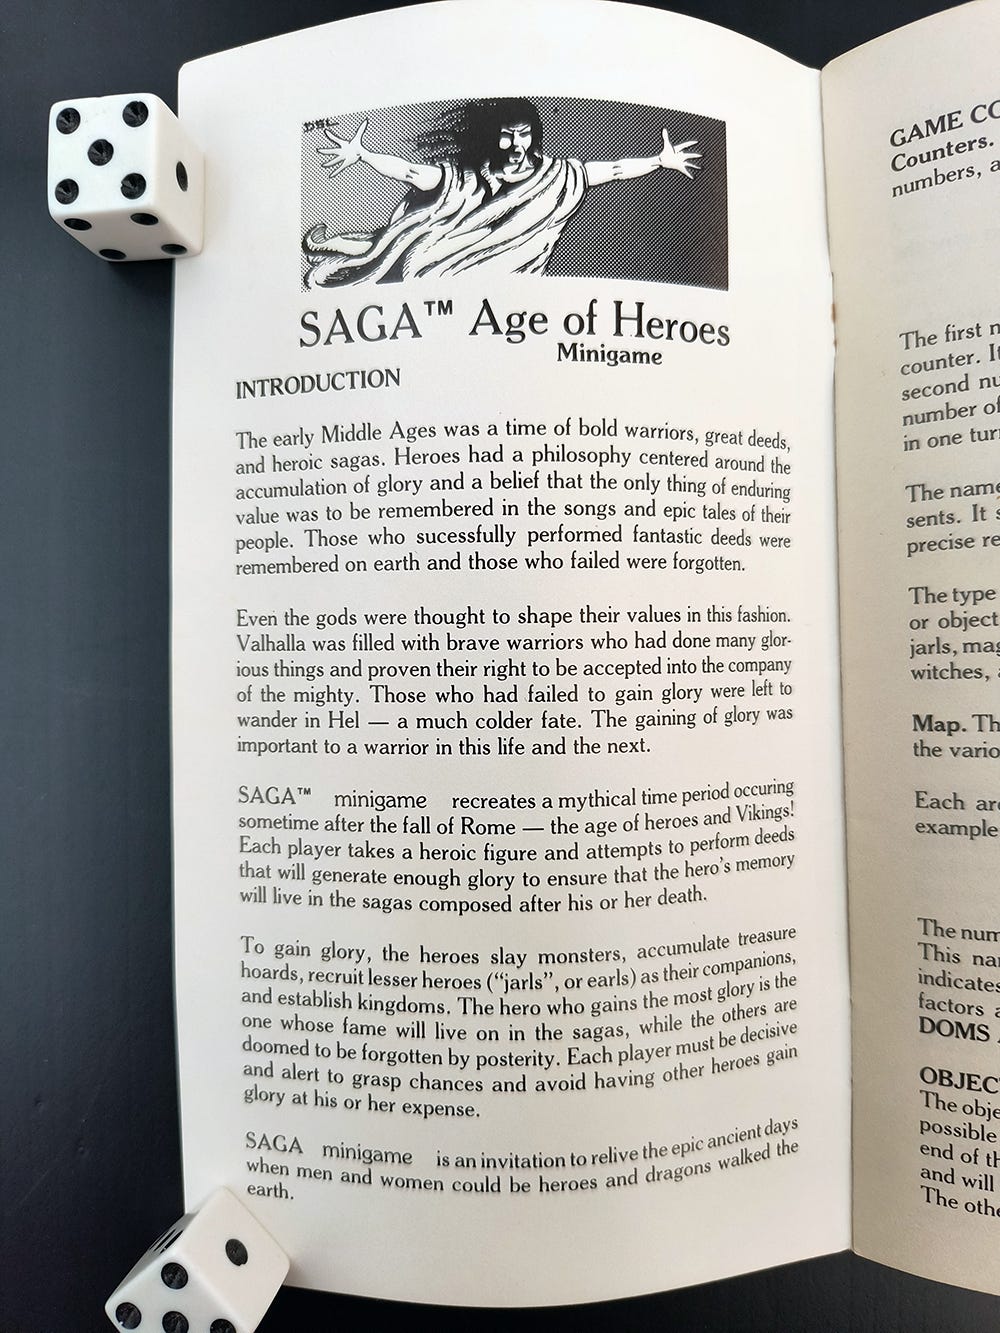 DSL
SAGA™ Age of Heroes
Minigame
INTRODUCTION
The early Middle Ages was a time of bold warriors, great deeds,
and heroic sagas. Heroes had a philosophy centered around the
accumulation of glory and a belief that the only thing of enduring
value was to be remembered in the songs and epic tales of their
people. Those who sucessfully performed fantastic deeds were
remembered on earth and those who failed were forgotten.
Even the gods were thought to shape their values in this fashion.
Valhalla was filled with brave warriors who had done many glor-
ious things and proven their right to be accepted into the company
of the mighty. Those who had failed to gain glory were left to
wander in Hel — a much colder fate. The gaining of glory was
important to a warrior in this life and the next.
SAGA™ minigame recreates a mythical time period occuring
sometime after the fall of Rome — the age of heroes and Vikings!
Each player takes a heroic figure and attempts to perform deeds
that will generate enough glory to ensure that the hero's memory
will live in the sagas composed after his or her death.
To gain glory, the heroes slay monsters, accumulate treasure
hoards, recruit lesser heroes ("jarls", or earls) as their companions,
and establish kingdoms. The hero who gains the most glory is the
one whose fame will live on in the sagas, while the others are
doomed to be forgotten by posterity. Each player must be decisive
and alert to grasp chances and avoid having other heroes gain
glory at his or her expense.
SAGA minigame is an invitation to relive the epic ancient days
when men and women could be heroes and dragons walked the
earth.
GAME CO
Counters.
numbers, a
The first n
counter. It
second nu
number of
in one turn
The name
sents. It s
precise re
The type
or object
jarls, mag
witches, a
Map. Th
the vario
Each are
example
The num
This na
indicates
factors a
DOMS
OBJEC
The obje
possible
end of th
and will
The othe